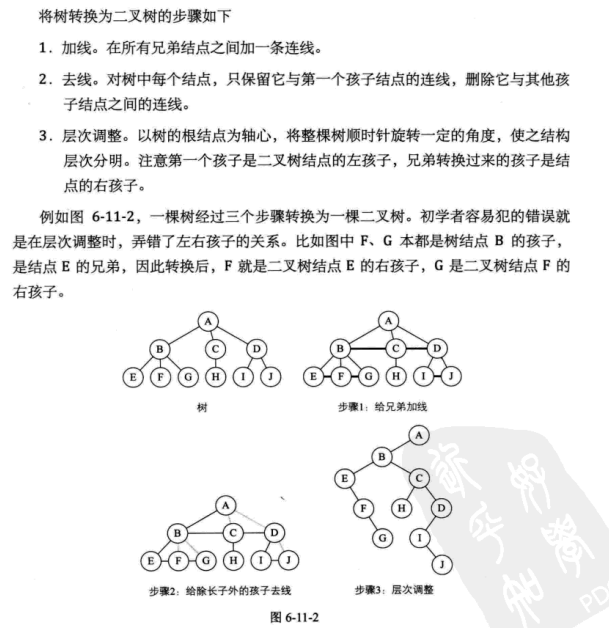 将树转换为二叉树的步骤如下
1. 加线。在所有兄弟结点之间加一条连线。
2. 去线。对树中每个结点，只保留它与第一个孩子结点的连线，删除它与其他孩
子结点之间的连线。
3. 层次调整。以树的根结点为轴心，将整棵树顺时针旋转一定的角度，使之结构
层次分明。注意第一个孩子是二叉树结点的左孩子，兄弟转换过来的孩子是结
点的右孩子。
例如图 6-11-2，一棵树经过三个步骤转换为一棵二叉树。初学者容易犯的错误就
是在层次调整时，弄错了左右孩子的关系。比如图中 F、G 本都是树结点 B 的孩子，
是结点 E 的兄弟，因此转换后，F 就是二叉树结点 E 的右孩子，G 是二叉树结点 F 的
右孩子。
A
B C D
E F G H I J
树
A
B C D
E F G H I J
步骤1：给兄弟加线
A
B C D
E F G H I J
步骤2：给除长子外的孩子去线
A
B
E C
F H D
G I
J
步骤3：层次调整
图 6-11-2
PD